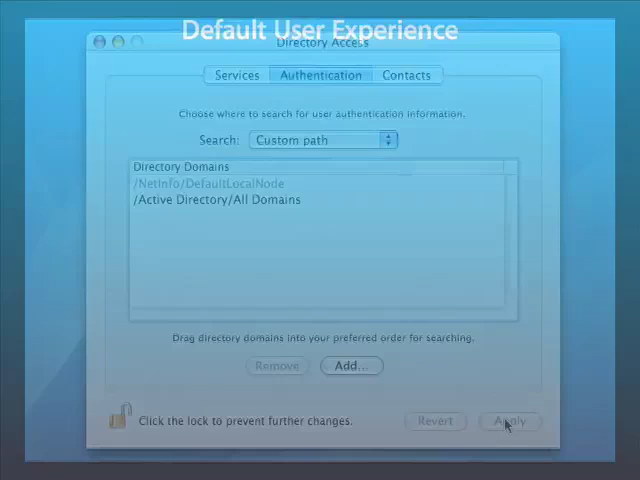 Default User Experience
Directory Access
Services Authentication Contacts
Choose where to search for user authentication information.
Search: Custom path
Directory Domains
/NetInfo/DefaultLocalNode
/Active Directory/All Domains
Drag directory domains into your preferred order for searching.
Remove Add...
Click the lock to prevent further changes. Revert Apply